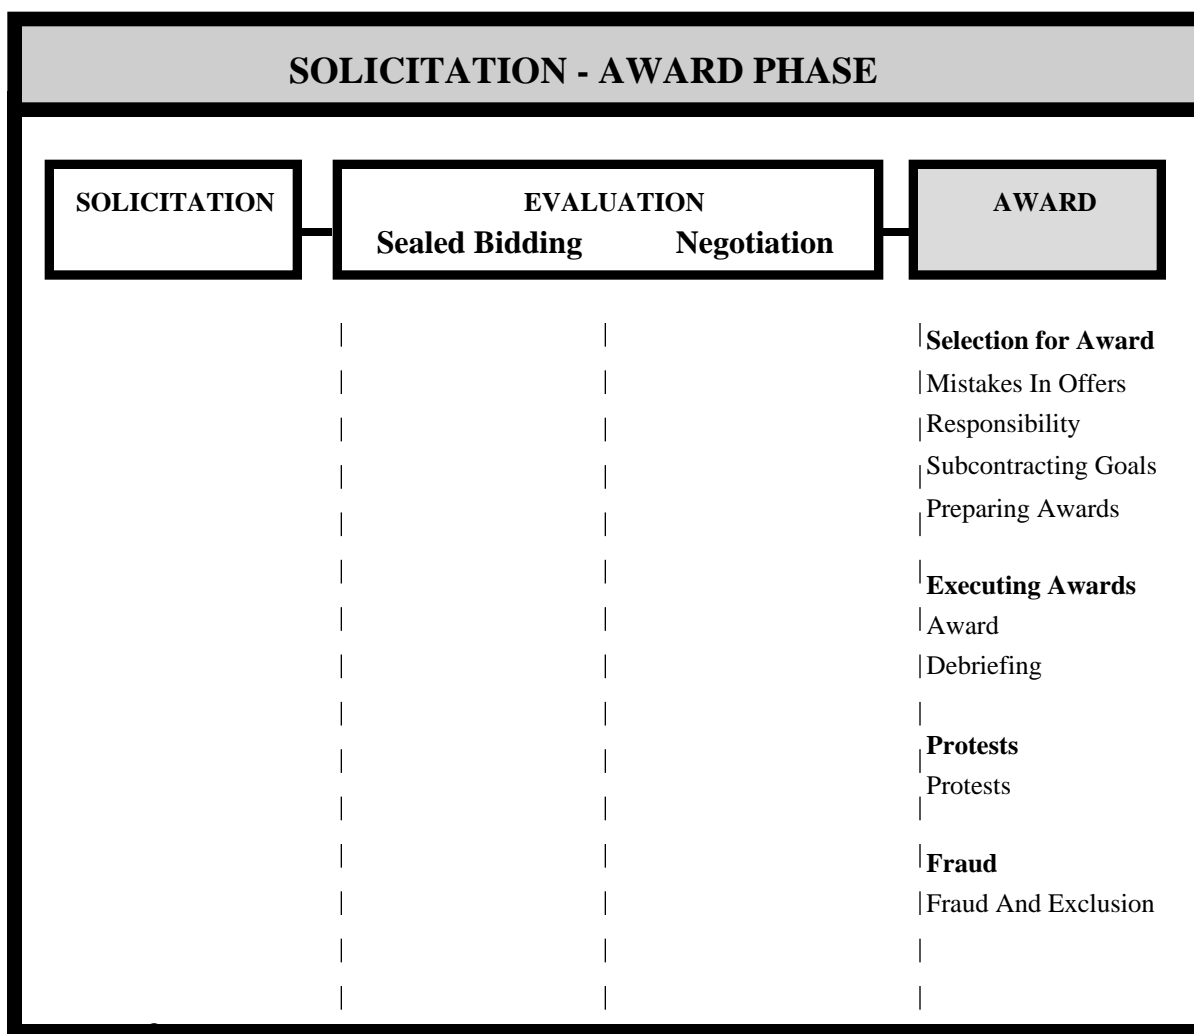 SOLICITATION - AWARD PHASE
SOLICITATION
EVALUATION
Sealed Bidding Negotiation
AWARD
Selection for Award
Mistakes In Offers
Responsibility
Subcontracting Goals
Preparing Awards
Executing Awards
Award
Debriefing
Protests
Protests
Fraud
Fraud And Exclusion